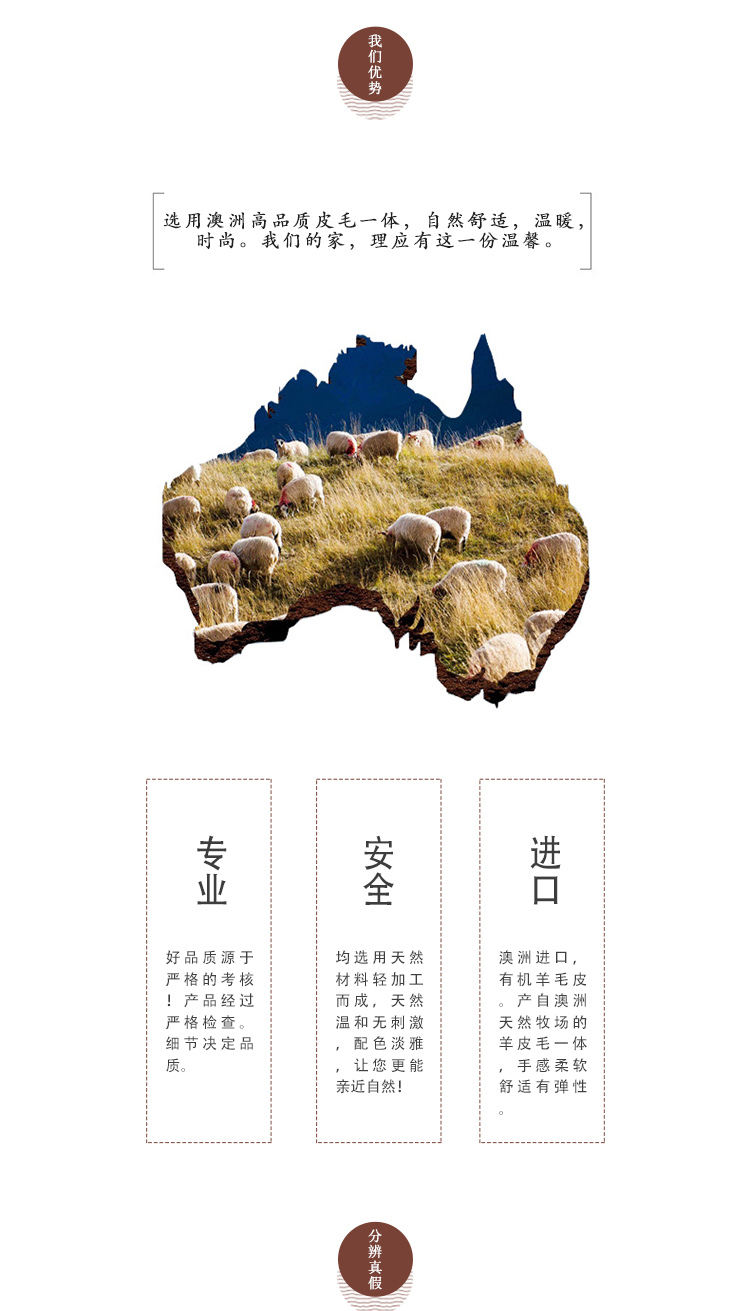 我们优势
选用澳洲高品质皮毛一体，自然舒适，温暖，
时尚。我们的家，理应有这一份温馨。
专业
好品质源于
严格的考核
！产品经过
严格检查。
细节决定品
质。
安全
均选用天然
材料轻加工
而成，天然
温和无刺激
，配色淡雅
，让您更能
亲近自然！
进口
澳洲进口，
有机羊毛皮
。产自澳洲
天然牧场的
羊皮毛一体
，手感柔软
舒适有弹性
。
分辨真假